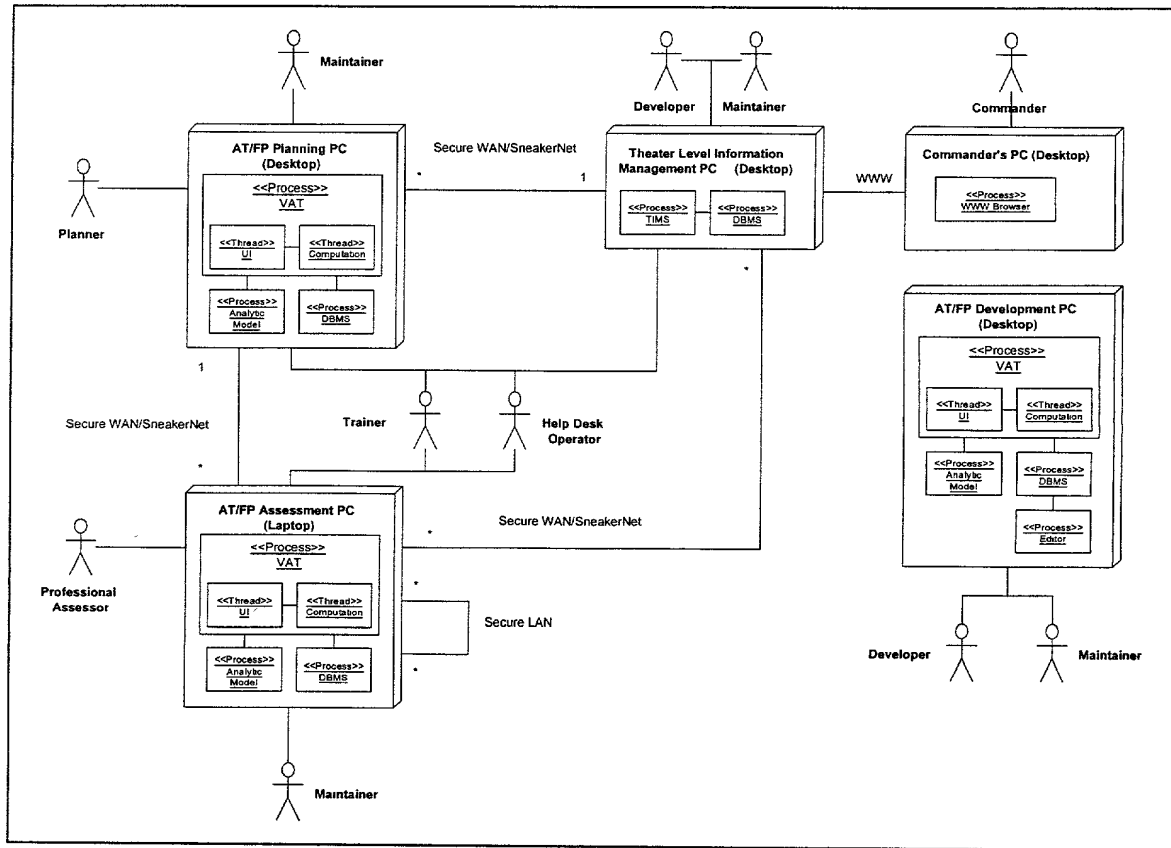 Maintainer
Developer
Maintainer
Commander
AT/FP Planning PC
(Desktop)
<<Process>>
VAT
<<Thread>>
UI
<<Thread>>
Computation
<<Process>>
Analytic
Model
<<Process>>
DBMS
Planner
Secure WAN/SneakerNet
*
1
Theater Level Information
Management PC (Desktop)
<<Process>>
TIMS
<<Process>>
DBMS
*
WWW
Commander's PC (Desktop)
<<Process>>
WWW Browser
AT/FP Development PC
(Desktop)
<<Process>>
VAT
<<Thread>>
UI
<<Thread>>
Computation
<<Process>>
Analytic
Model
<<Process>>
DBMS
<<Process>>
Editor
Developer
Maintainer
1
Secure WAN/SneakerNet
*
Trainer
Help Desk
Operator
AT/FP Assessment PC
(Laptop)
<<Process>>
VAT
<<Thread>>
UI
<<Thread>>
Computation
<<Process>>
Analytic
Model
<<Process>>
DBMS
Professional
Assessor
Secure WAN/SneakerNet
*
*
Secure LAN
*
Maintainer